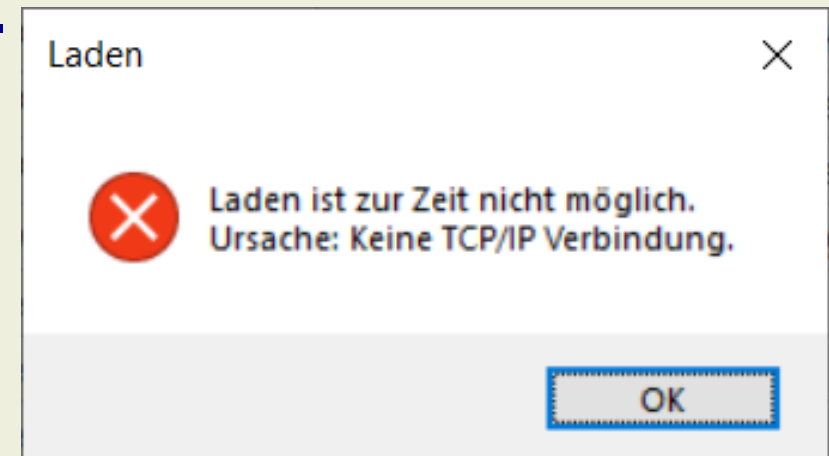 Laden
Laden ist zur Zeit nicht möglich.
Ursache: Keine TCP/IP Verbindung.
OK